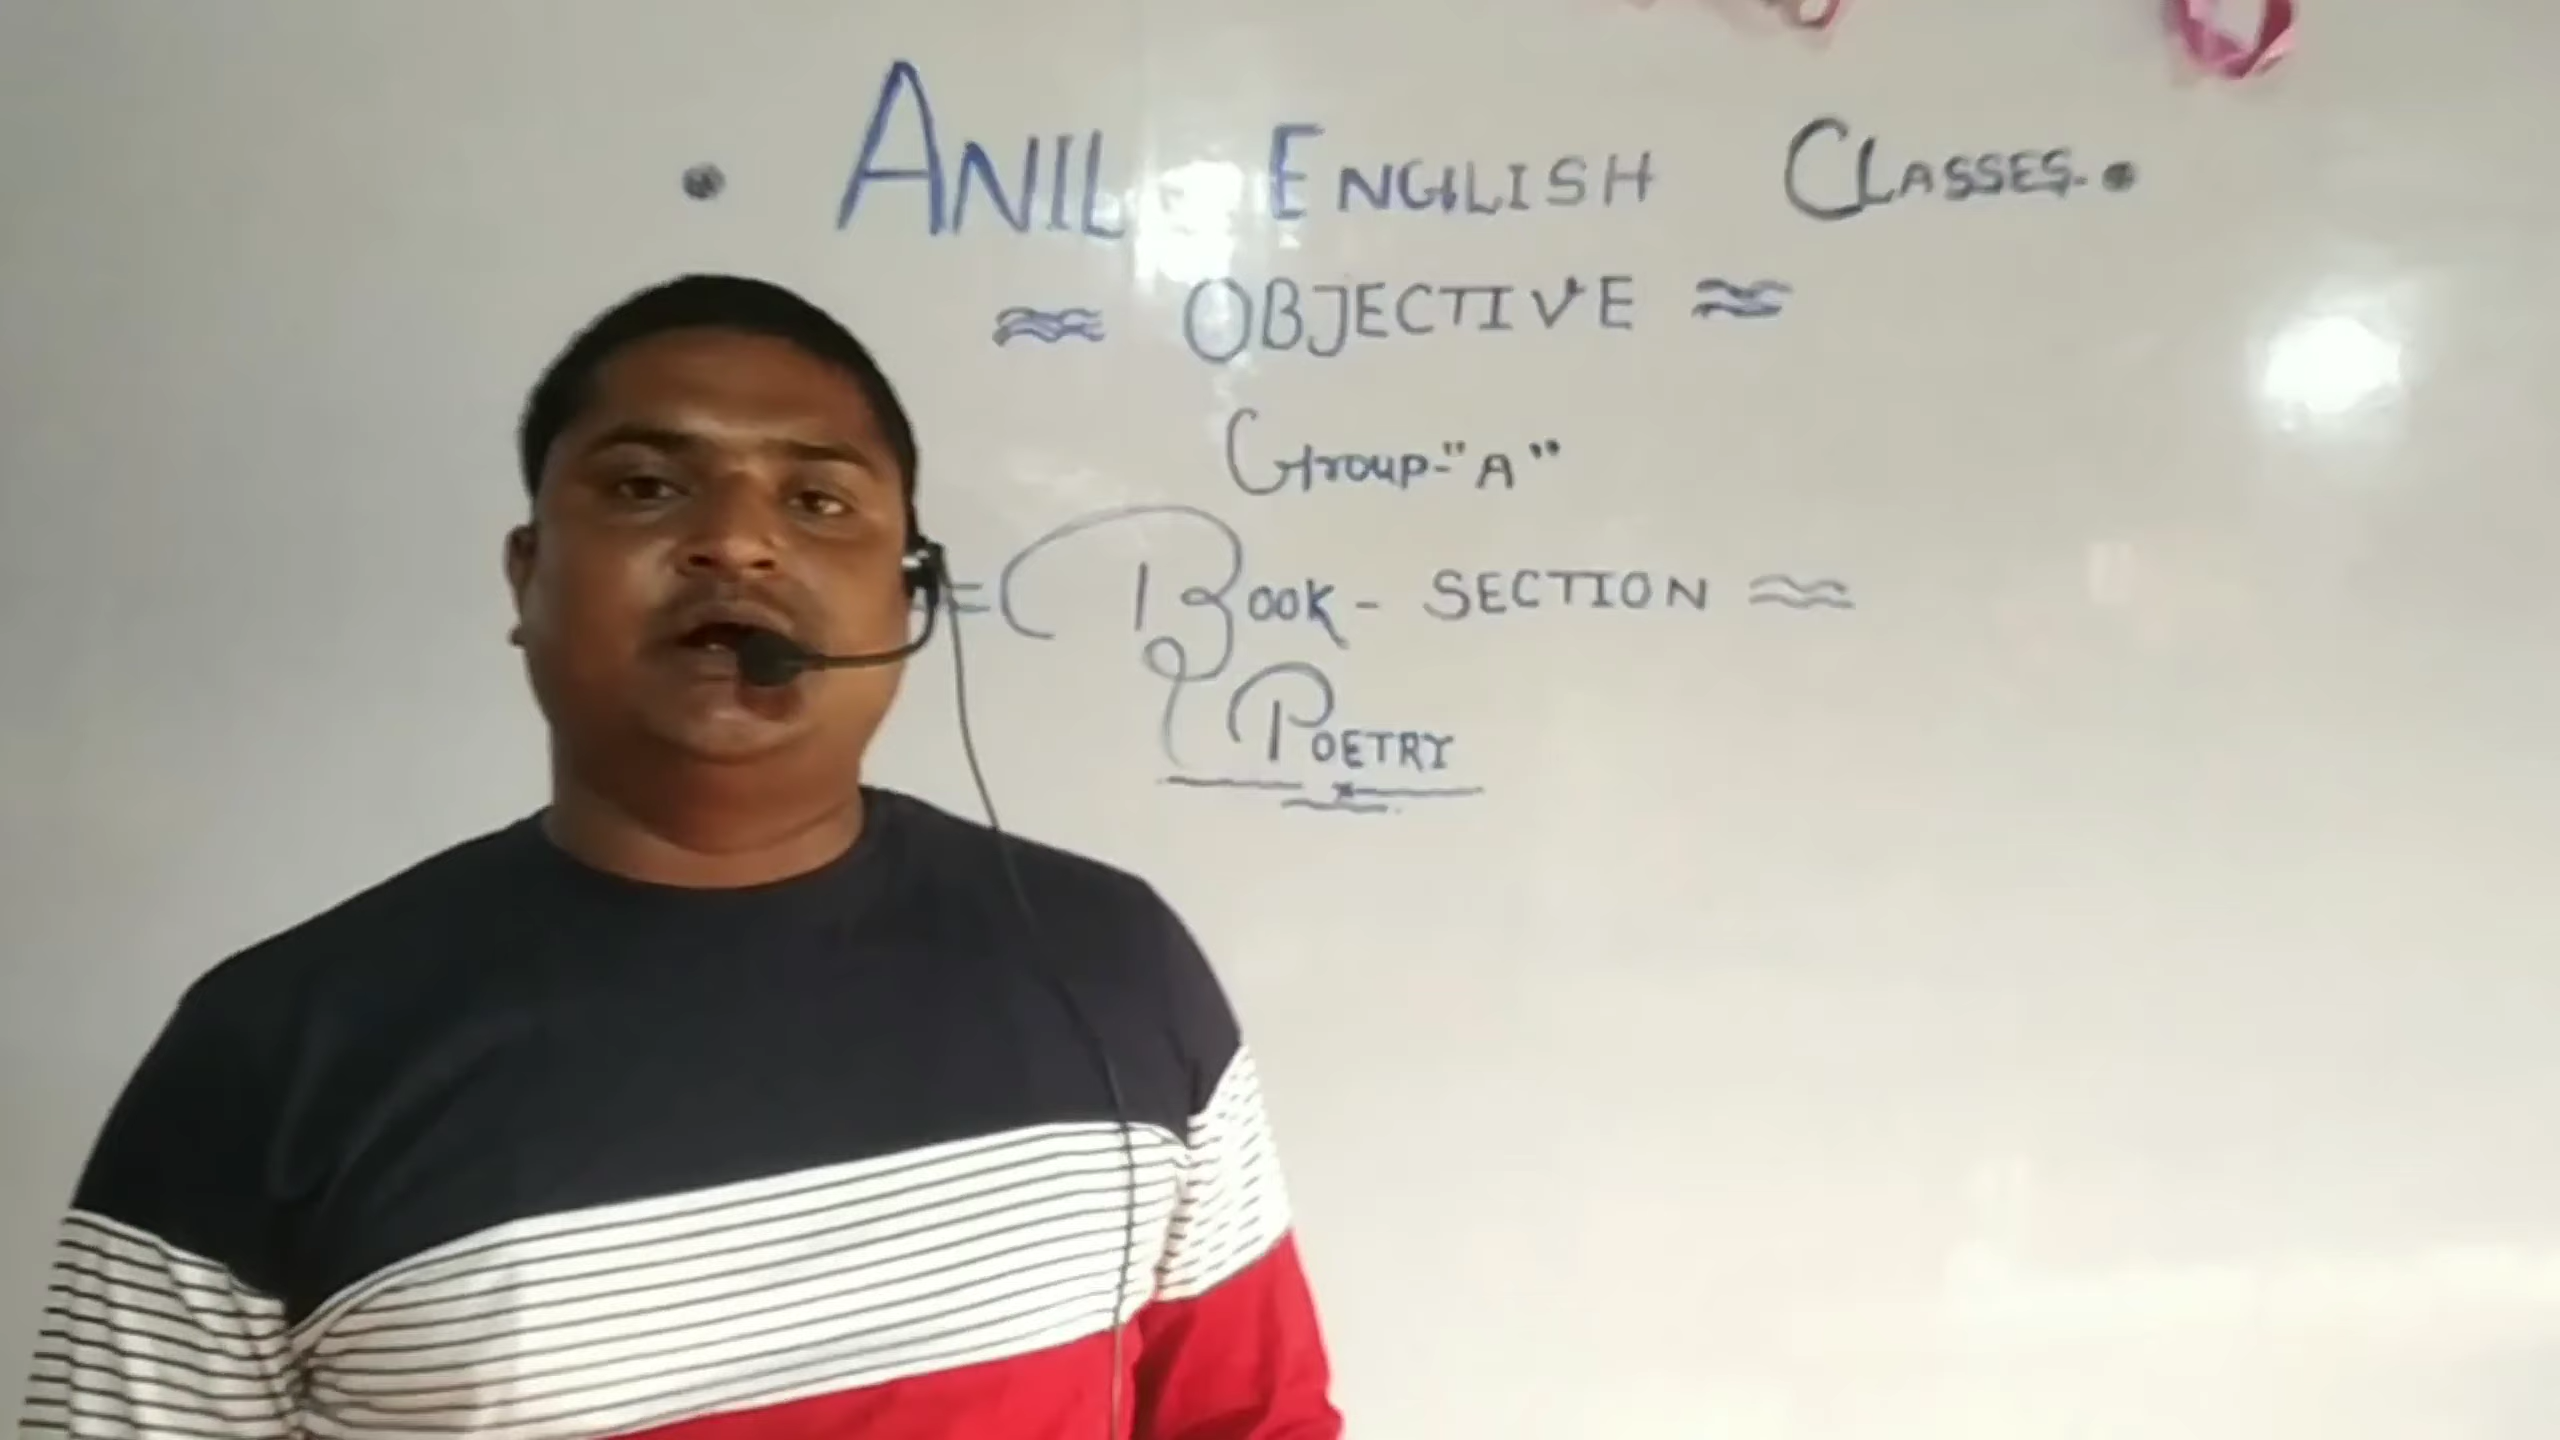 • ANIL ENGLISH CLASSES. •
≈ OBJECTIVE ≈
Group-"A"
= BOOK - SECTION ≈
POETRY